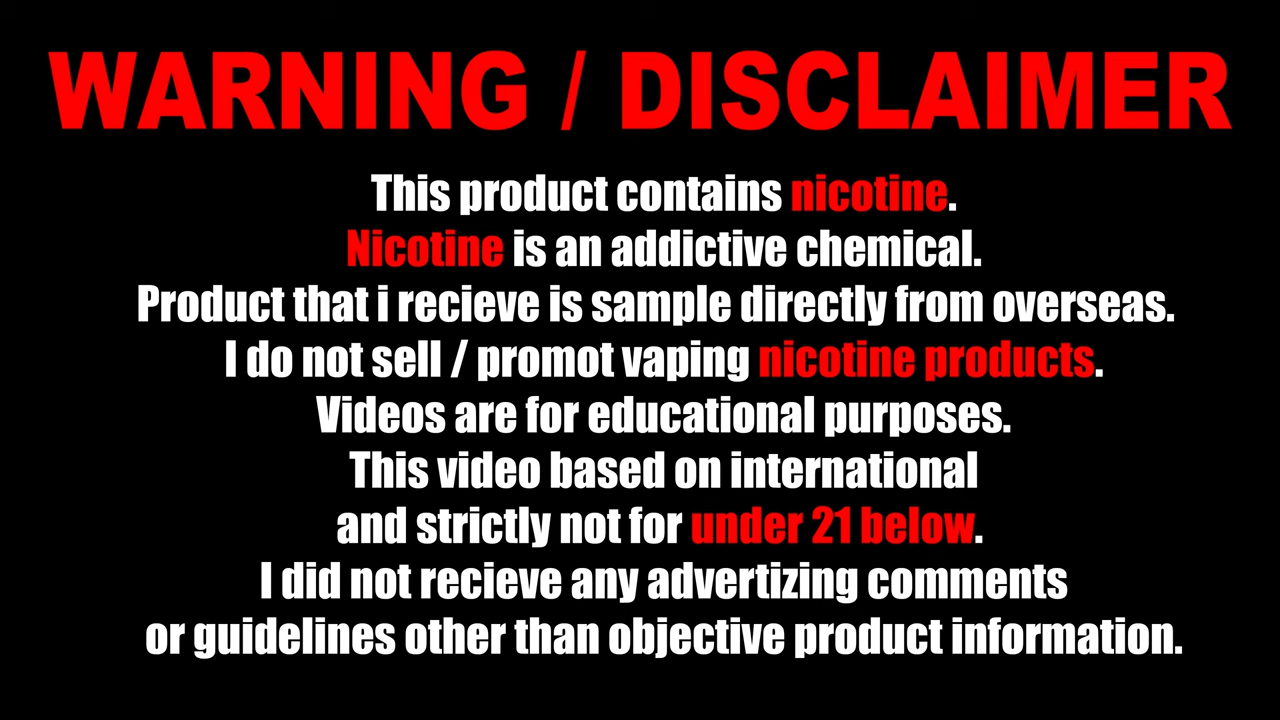 WARNING / DISCLAIMER
This product contains nicotine.
Nicotine is an addictive chemical.
Product that i recieve is sample directly from overseas.
I do not sell / promot vaping nicotine products.
Videos are for educational purposes.
This video based on international
and strictly not for under 21 below.
I did not recieve any advertizing comments
or guidelines other than objective product information.